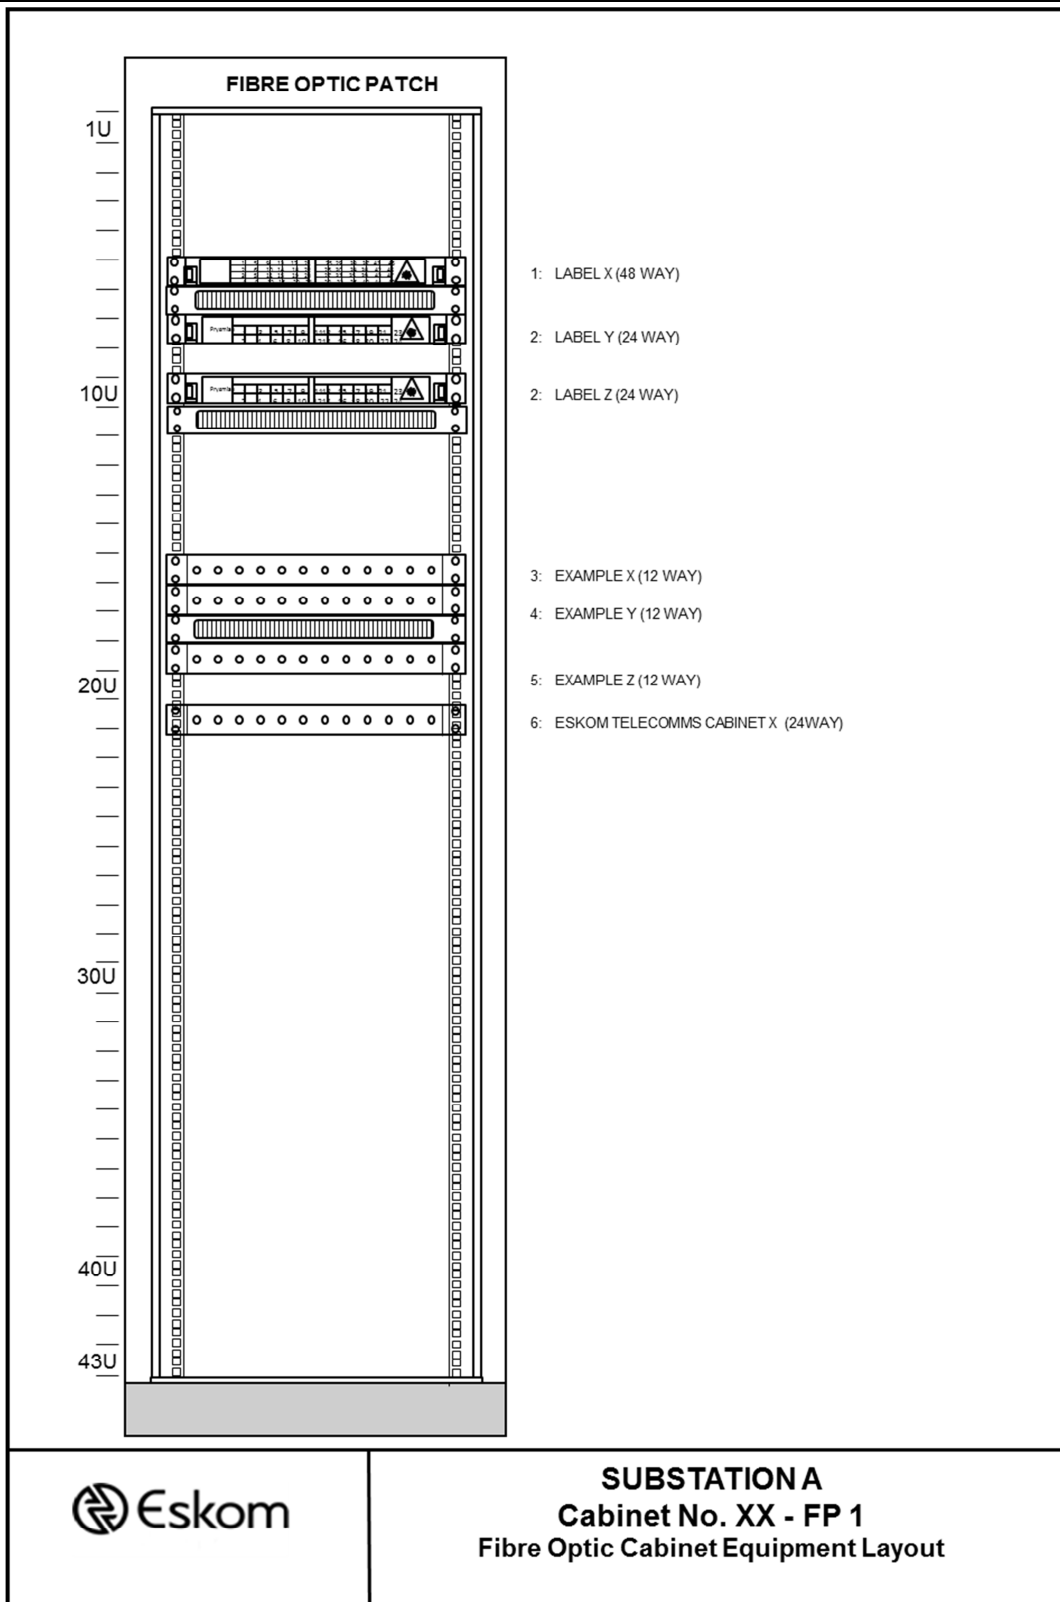 FIBRE OPTIC PATCH
1U
1: LABEL X (48 WAY)
2: LABEL Y (24 WAY)
10U
2: LABEL Z (24 WAY)
3: EXAMPLE X (12 WAY)
4: EXAMPLE Y (12 WAY)
20U
5: EXAMPLE Z (12 WAY)
6: ESKOM TELECOMMS CABINET X (24WAY)
30U
40U
43U
Eskom
SUBSTATION A
Cabinet No. XX - FP 1
Fibre Optic Cabinet Equipment Layout